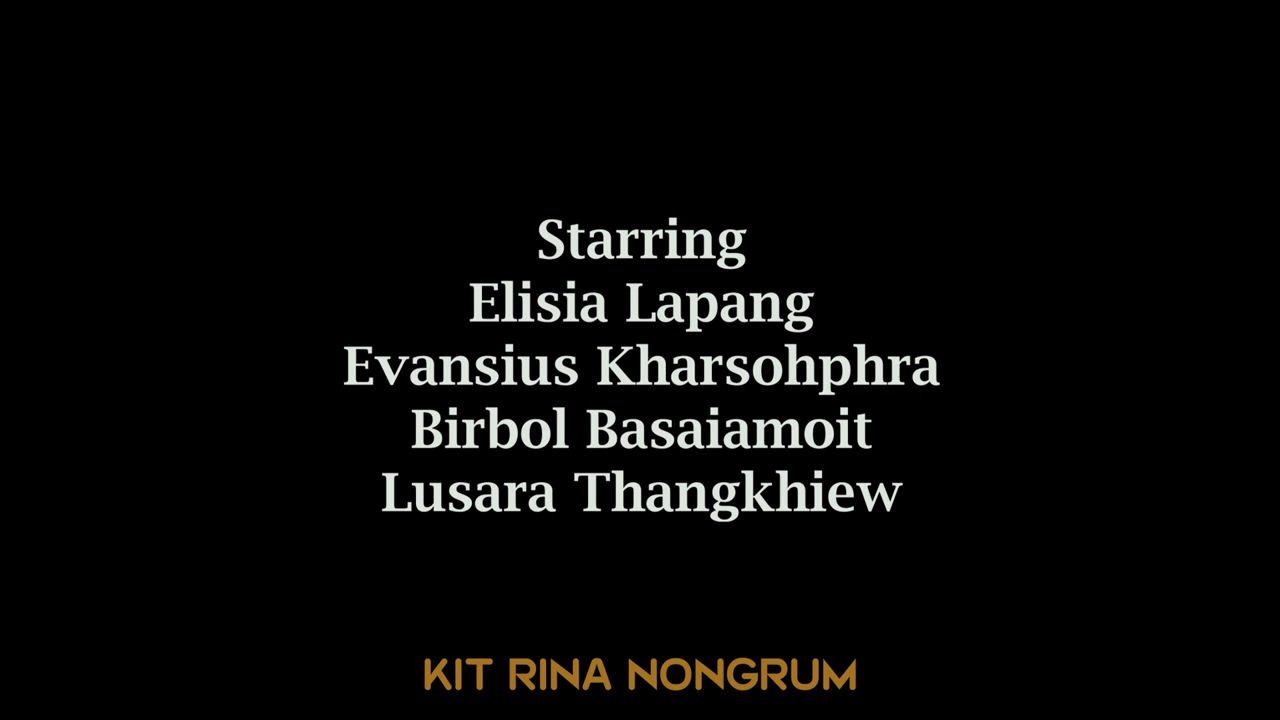 Starring
Elisia Lapang
Evansius Kharsohphra
Birbol Basaiamoit
Lusara Thangkhiew
KIT RINA NONGRUM